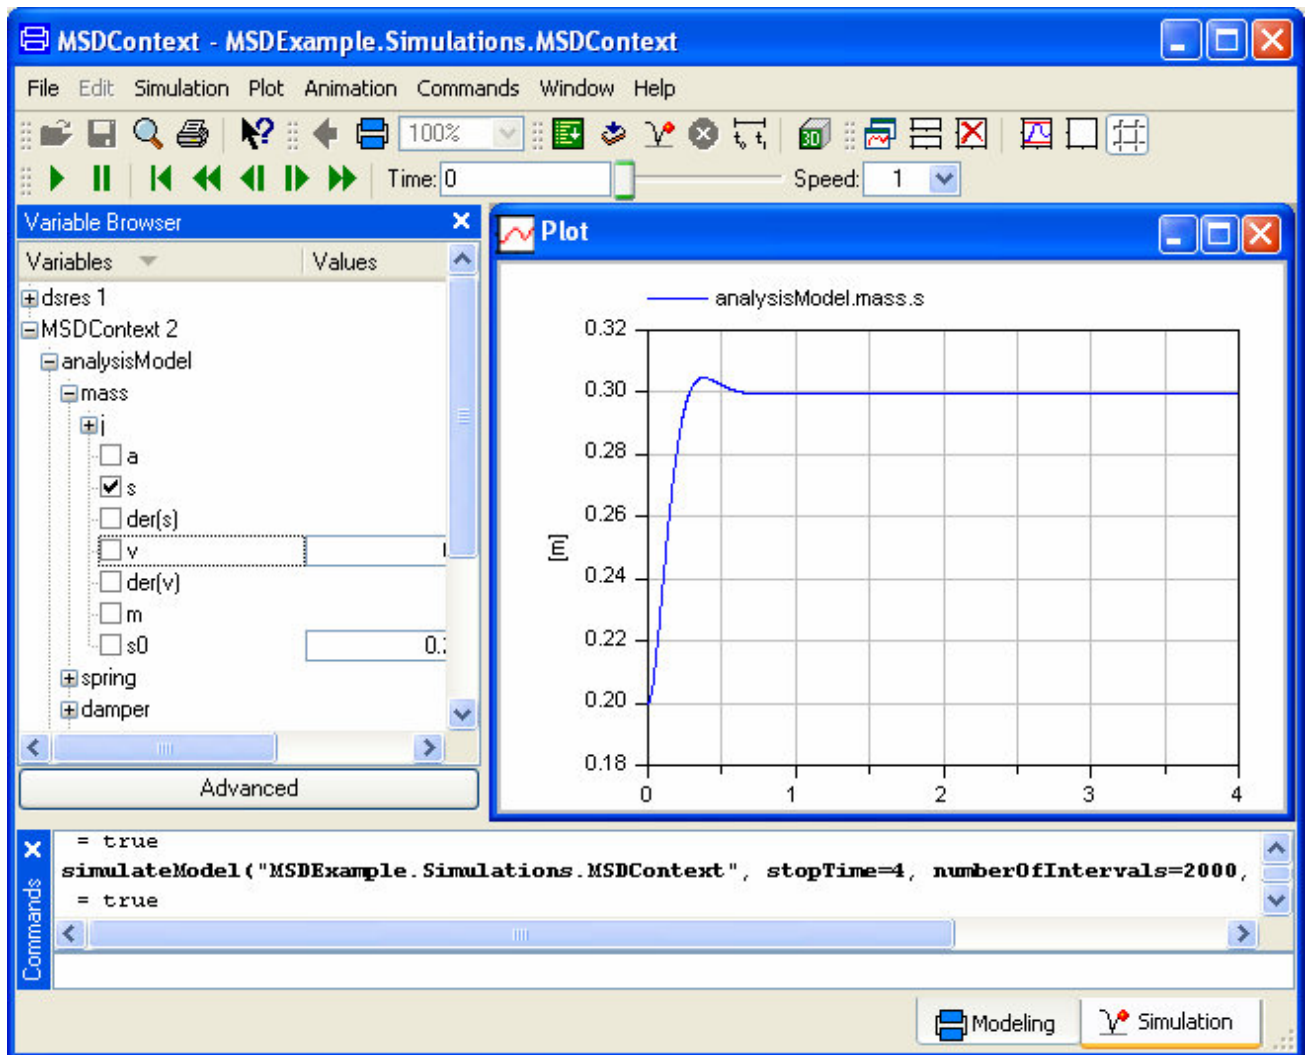 MSDContext - MSDExample.Simulations.MSDContext
File Edit Simulation Plot Animation Commands Window Help
100% t₀ t₁ 3D
Time: 0 Speed: 1
Variable Browser
Variables Values
dsres 1
MSDContext 2
analysisModel
mass
j
a
s
der(s)
v
der(v)
m
s0
spring
damper
Advanced
Plot
analysisModel.mass.s
0.32
0.30
0.28
0.26
[m]
0.24
0.22
0.20
0.18
0 1 2 3 4
Commands
= true
simulateModel("MSDExample.Simulations.MSDContext", stopTime=4, numberOfIntervals=2000,
= true
Modeling Simulation